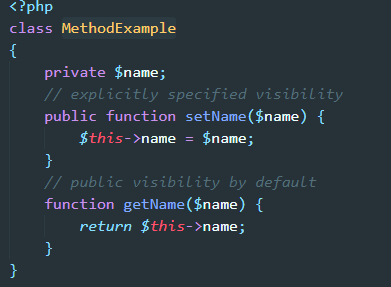 <?php
class MethodExample
{
    private $name;
    // explicitly specified visibility
    public function setName($name) {
        $this->name = $name;
    }
    // public visibility by default
    function getName($name) {
        return $this->name;
    }
}